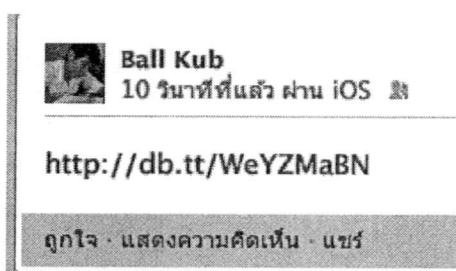 Ball Kub
10 วินาทีที่แล้ว ผ่าน iOS
http://db.tt/WeYZMaBN
ถูกใจ · แสดงความคิดเห็น · แชร์